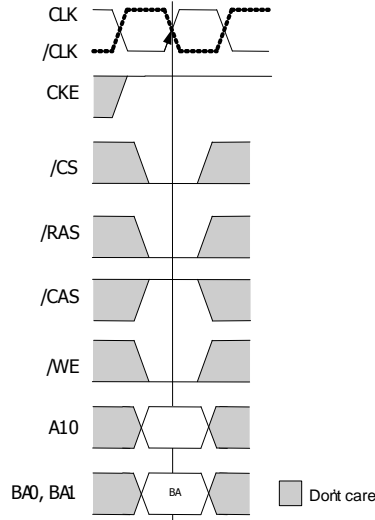 CLK
/CLK
CKE
/CS
/RAS
/CAS
/WE
A10
BA0, BA1
BA
Don't care